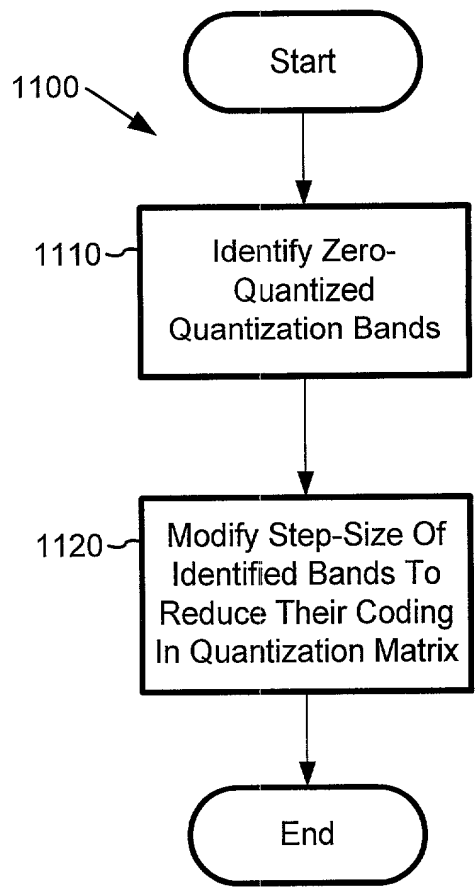 Start
1100
1110
Identify Zero-
Quantized
Quantization Bands
1120
Modify Step-Size Of
Identified Bands To
Reduce Their Coding
In Quantization Matrix
End